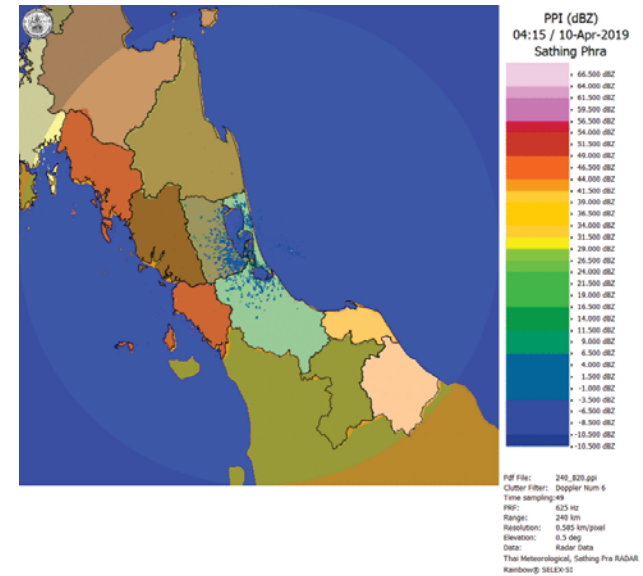 PPI (dBZ)
04:15 / 10-Apr-2019
Sathing Phra
66.500 dBZ
64.000 dBZ
61.500 dBZ
59.500 dBZ
56.500 dBZ
54.000 dBZ
51.500 dBZ
49.000 dBZ
46.500 dBZ
44.000 dBZ
41.500 dBZ
39.000 dBZ
36.500 dBZ
34.000 dBZ
31.500 dBZ
29.000 dBZ
26.500 dBZ
24.000 dBZ
21.500 dBZ
16.500 dBZ
14.000 dBZ
11.500 dBZ
9.000 dBZ
6.500 dBZ
4.000 dBZ
1.500 dBZ
-1.000 dBZ
-3.500 dBZ
-6.500 dBZ
-8.500 dBZ
-10.500 dBZ
-10.500 dBZ
Pdf File: 240_820.ppi
Clutter Filter: Doppler Num 6
Time sampling:49
PRF: 625 Hz
Range: 240 km
Resolution: 0.585 km/pixel
Elevation: 0.5 deg
Data: Radar Data
Thai Meteorological, Sathing Pra RADAR
Rainbow® SELEX-SI